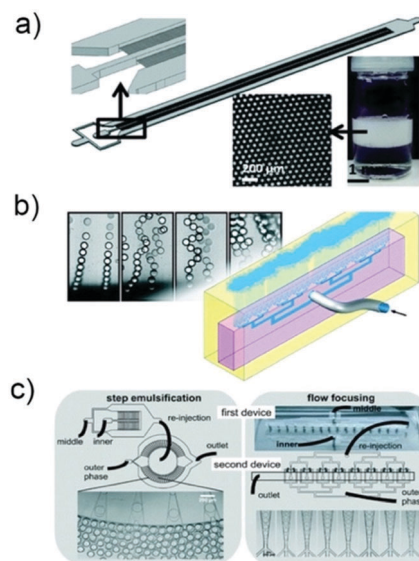 a)
200 µm
1
b)
c)
step emulsification
flow focusing
middle
first device
re-injection
middle
inner
inner
re-injection
outlet
second device
outer
phase
outlet
outer
phase